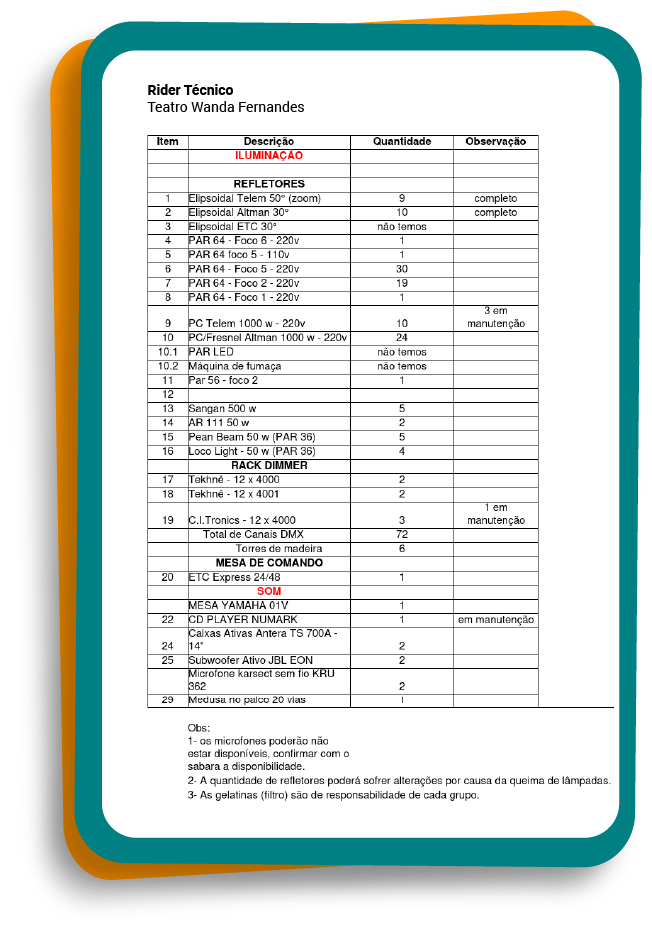 Rider Técnico
Teatro Wanda Fernandes
Item Descrição Quantidade Observação
ILUMINAÇÃO
REFLETORES
1 Elipsoidal Telem 50° (zoom) 9 completo
2 Elipsoidal Altman 30° 10 completo
3 Elipsoidal ETC 30° não temos
4 PAR 64 - Foco 6 - 220v 1
5 PAR 64 foco 5 - 110v 1
6 PAR 64 - Foco 5 - 220v 30
7 PAR 64 - Foco 2 - 220v 19
8 PAR 64 - Foco 1 - 220v 1
3 em
9 PC Telem 1000 w - 220v 10 manutenção
10 PC/Fresnel Altman 1000 w - 220v 24
10.1 PAR LED não temos
10.2 Máquina de fumaça não temos
11 Par 56 - foco 2 1
12
13 Sangan 500 w 5
14 AR 111 50 w 2
15 Pean Beam 50 w (PAR 36) 5
16 Loco Light - 50 w (PAR 36) 4
RACK DIMMER
17 Tekhnê - 12 x 4000 2
18 Tekhnê - 12 x 4001 2
1 em
19 C.I.Tronics - 12 x 4000 3 manutenção
Total de Canais DMX 72
Torres de madeira 6
MESA DE COMANDO
20 ETC Express 24/48 1
SOM
MESA YAMAHA 01V 1
22 CD PLAYER NUMARK 1 em manutenção
Caixas Ativas Antera TS 700A -
24 14" 2
25 Subwoofer Ativo JBL EON 2
Microfone karsect sem fio KRU
362 2
29 Medusa no palco 20 vias 1
Obs:
1- os microfones poderão não
estar disponíveis, confirmar com o
sabara a disponibilidade.
2- A quantidade de refletores poderá sofrer alterações por causa da queima de lâmpadas.
3- As gelatinas (filtro) são de responsabilidade de cada grupo.